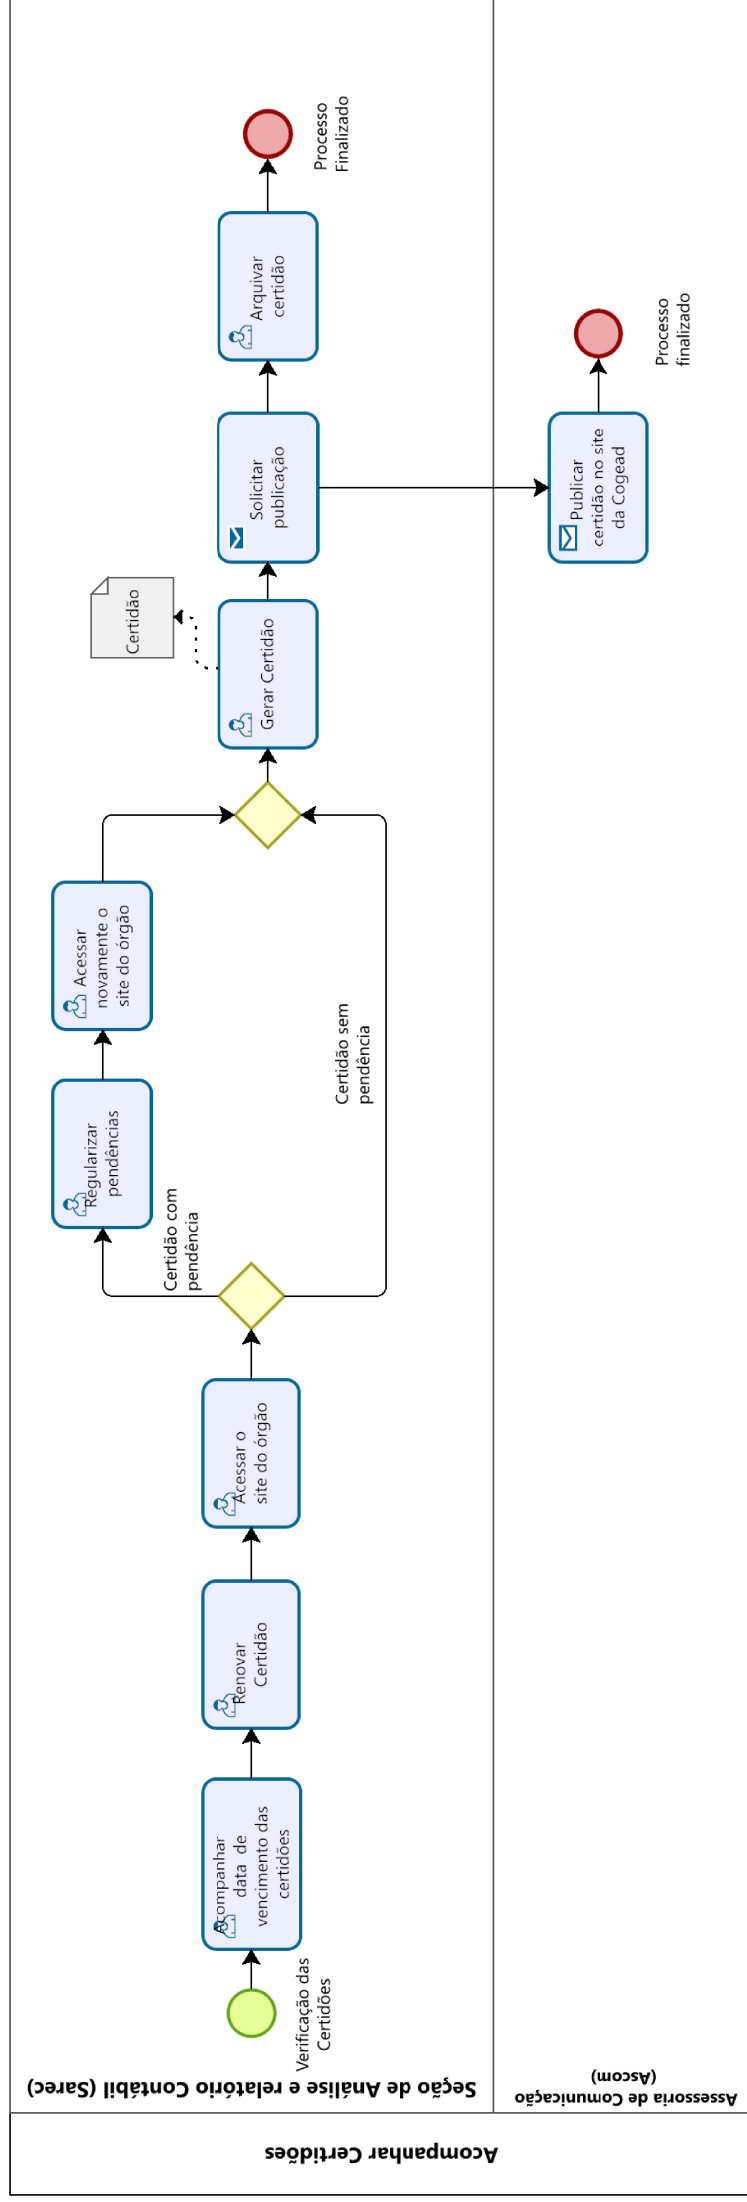 Acompanhar Certidões
Seção de Análise e relatório Contábil (Sarec)
Verificação das
Certidões
Acompanhar
data de
vencimento das
certidões
Renovar
Certidão
Acessar o
site do órgão
Certidão com
pendência
Regularizar
pendências
Acessar
novamente o
site do órgão
Certidão sem
pendência
Gerar Certidão
Certidão
Solicitar
publicação
Arquivar
certidão
Processo
Finalizado
Assessoria de Comunicação
(Ascom)
Publicar
certidão no site
da Cogead
Processo
finalizado